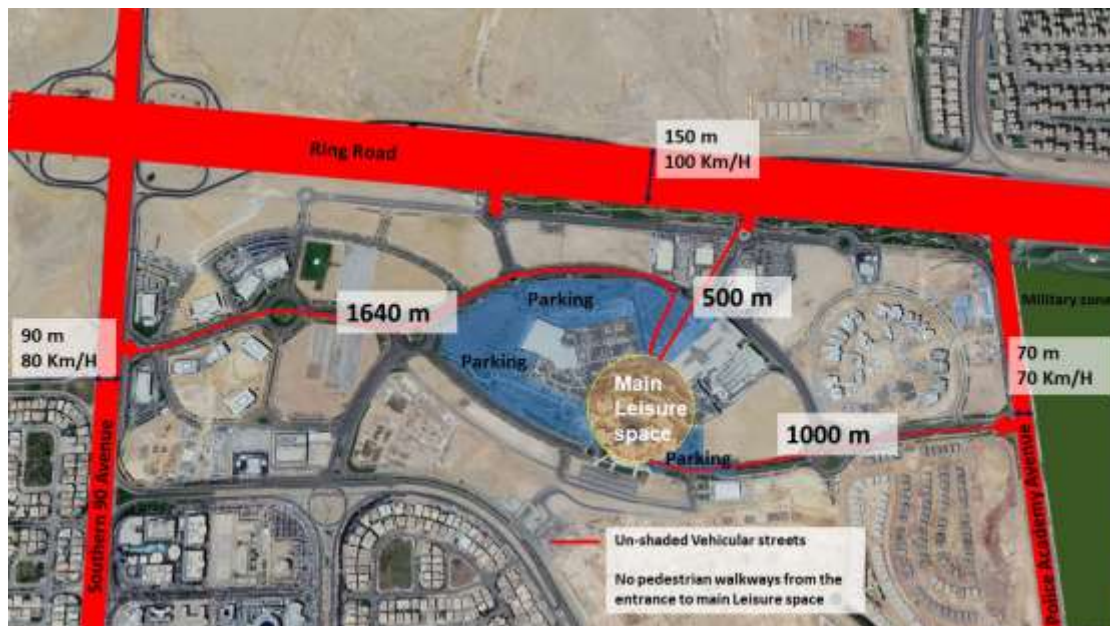 Ring Road
150 m
100 Km/H
Parking
500 m
1640 m
Military zone
90 m
80 Km/H
Parking
70 m
70 Km/H
Main
Leisure
space
1000 m
Parking
Southern 90 Avenue
Police Academy Avenue
Un-shaded Vehicular streets
No pedestrian walkways from the
entrance to main Leisure space